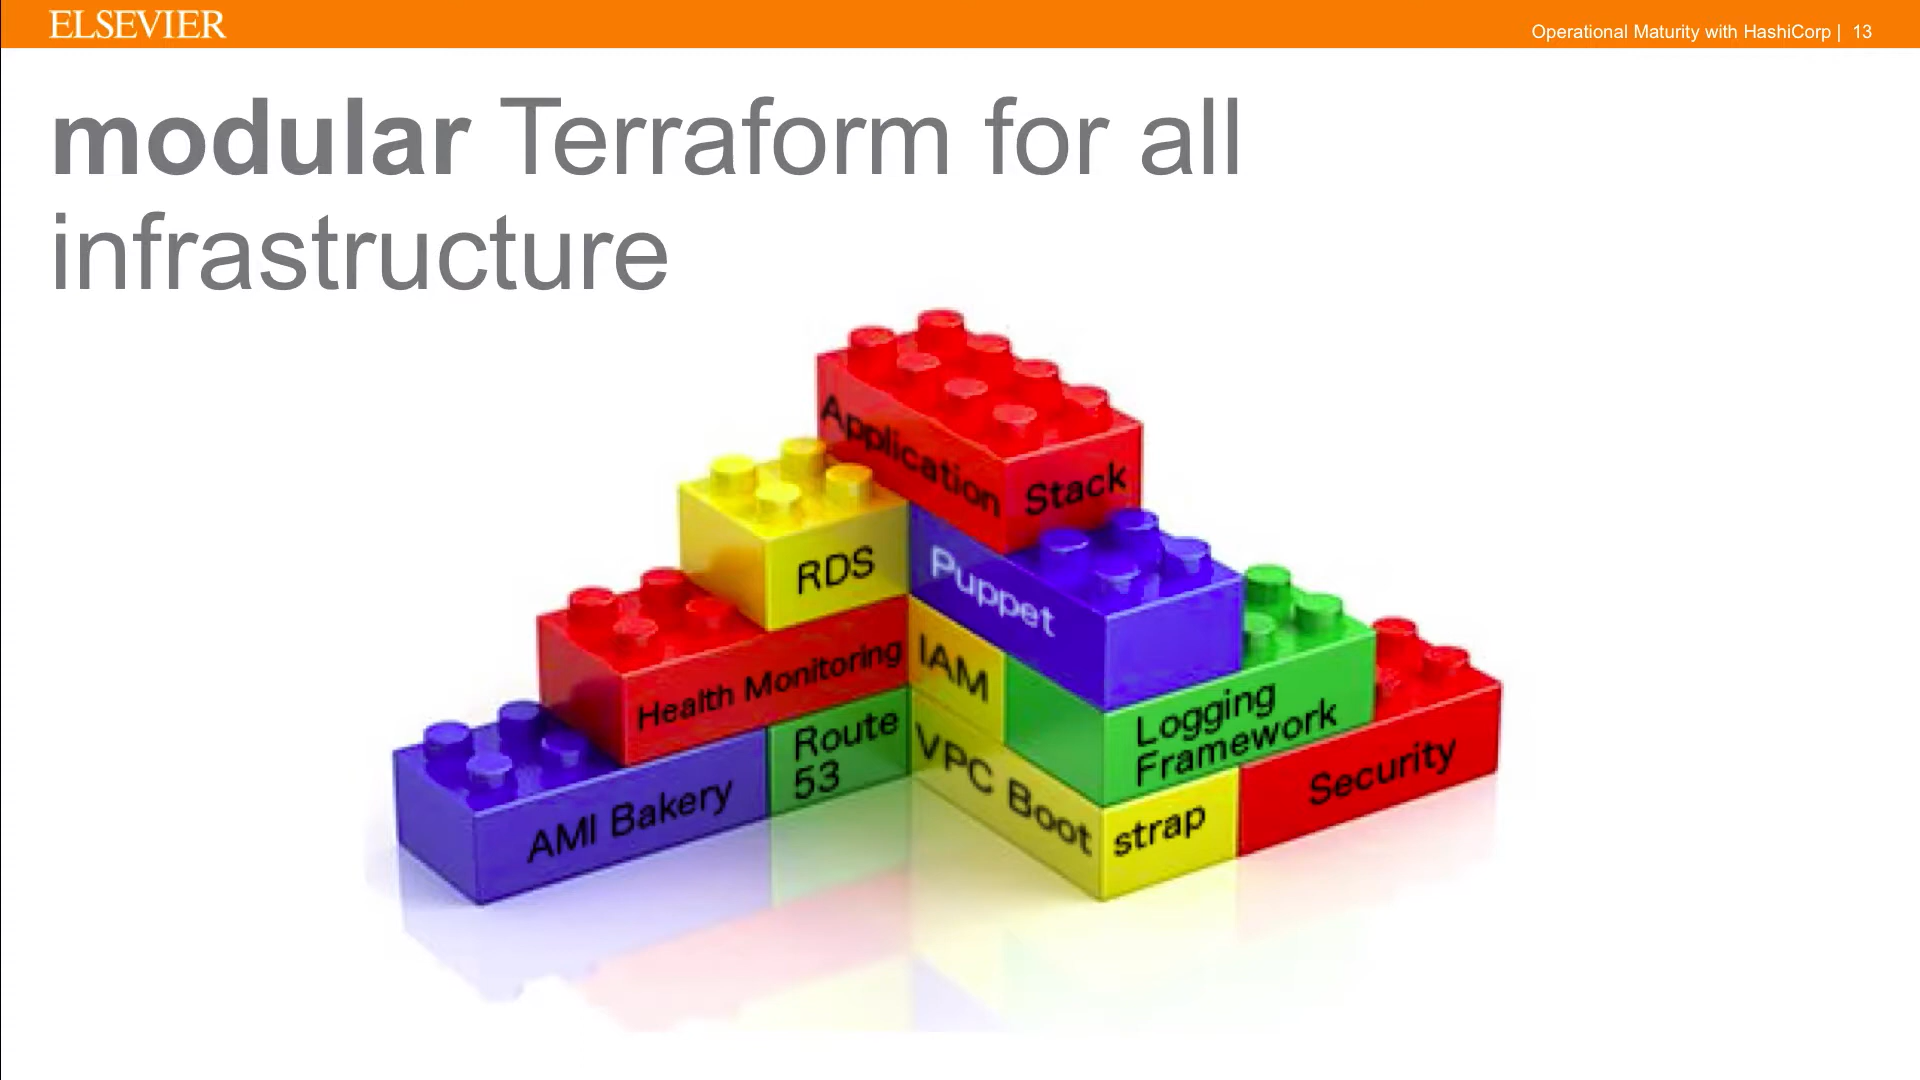 ELSEVIER
Operational Maturity with HashiCorp | 13
modular Terraform for all
infrastructure
Application Stack
RDS
Puppet
Health Monitoring
IAM
Logging
Framework
AMI Bakery
Route
53
VPC Boot strap
Security